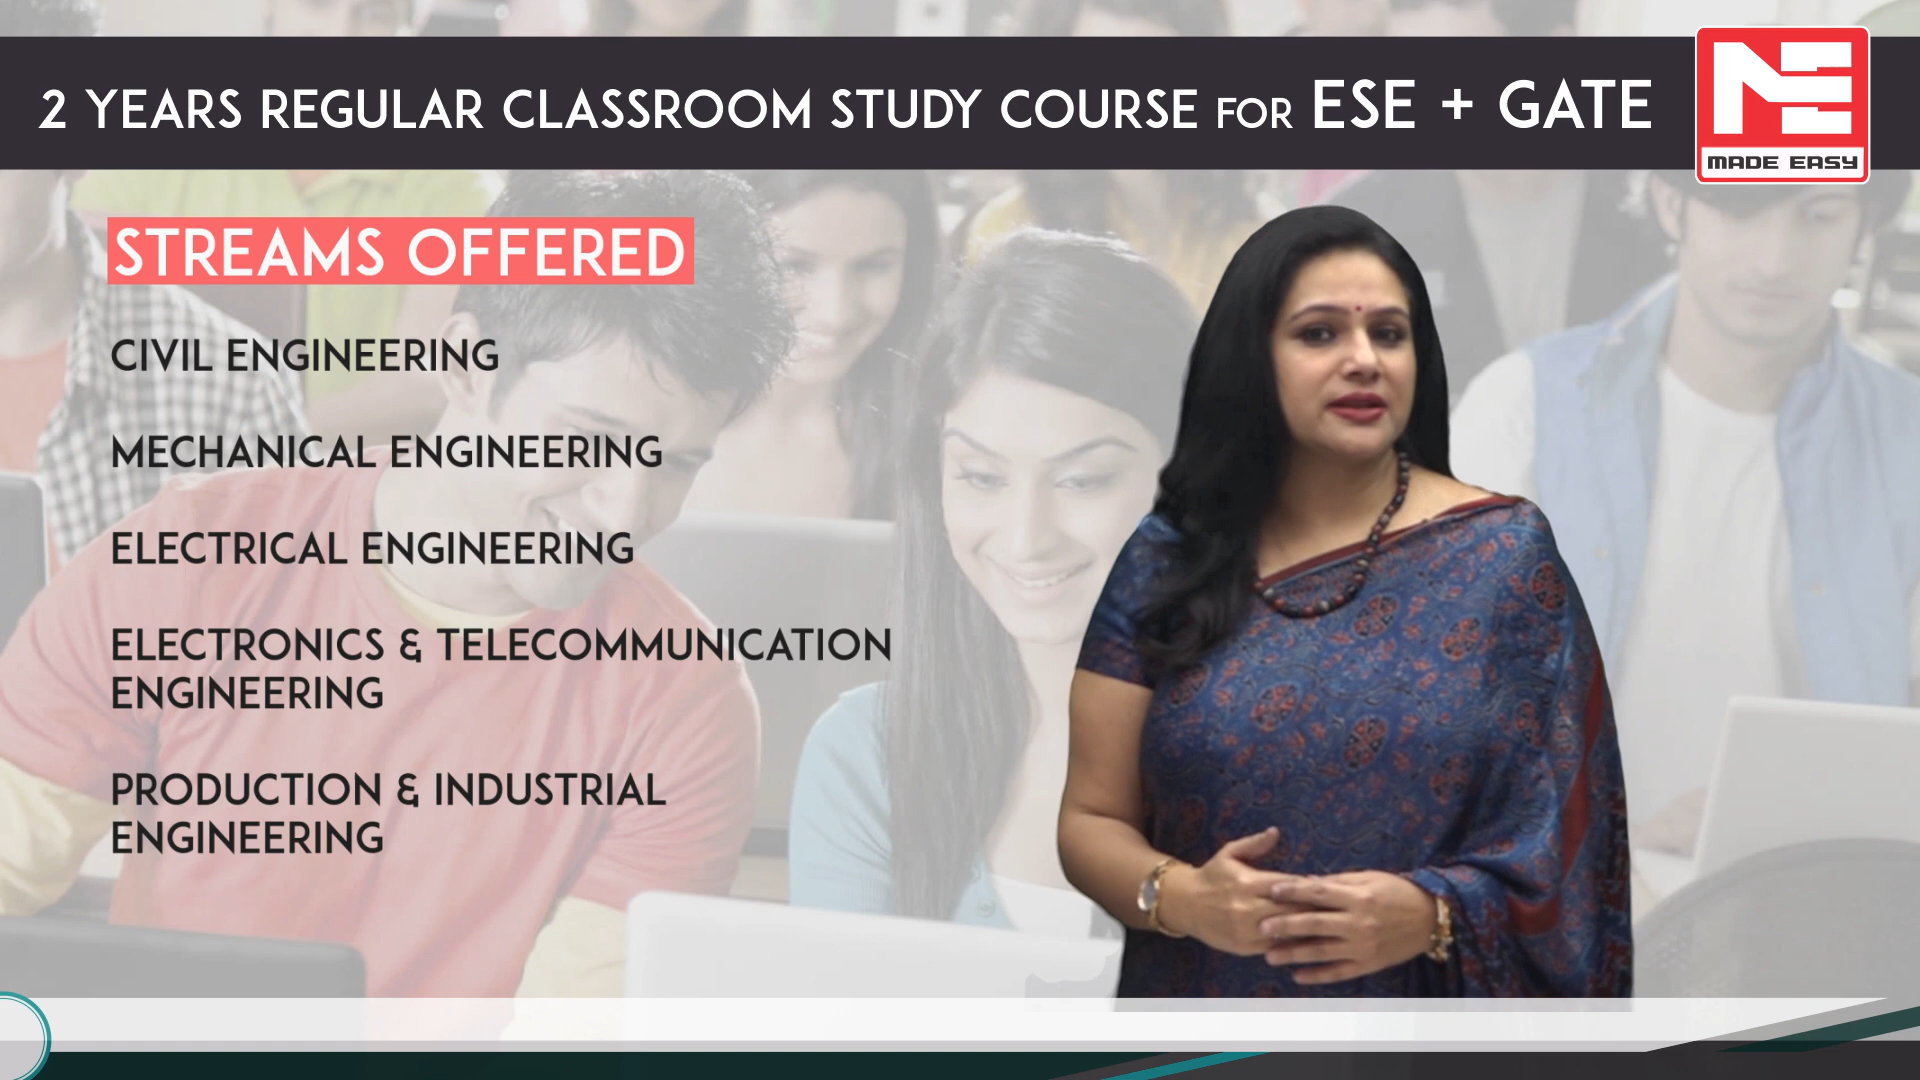 2 YEARS REGULAR CLASSROOM STUDY COURSE FOR ESE + GATE
ME
MADE EASY
STREAMS OFFERED
CIVIL ENGINEERING
MECHANICAL ENGINEERING
ELECTRICAL ENGINEERING
ELECTRONICS & TELECOMMUNICATION
ENGINEERING
PRODUCTION & INDUSTRIAL
ENGINEERING